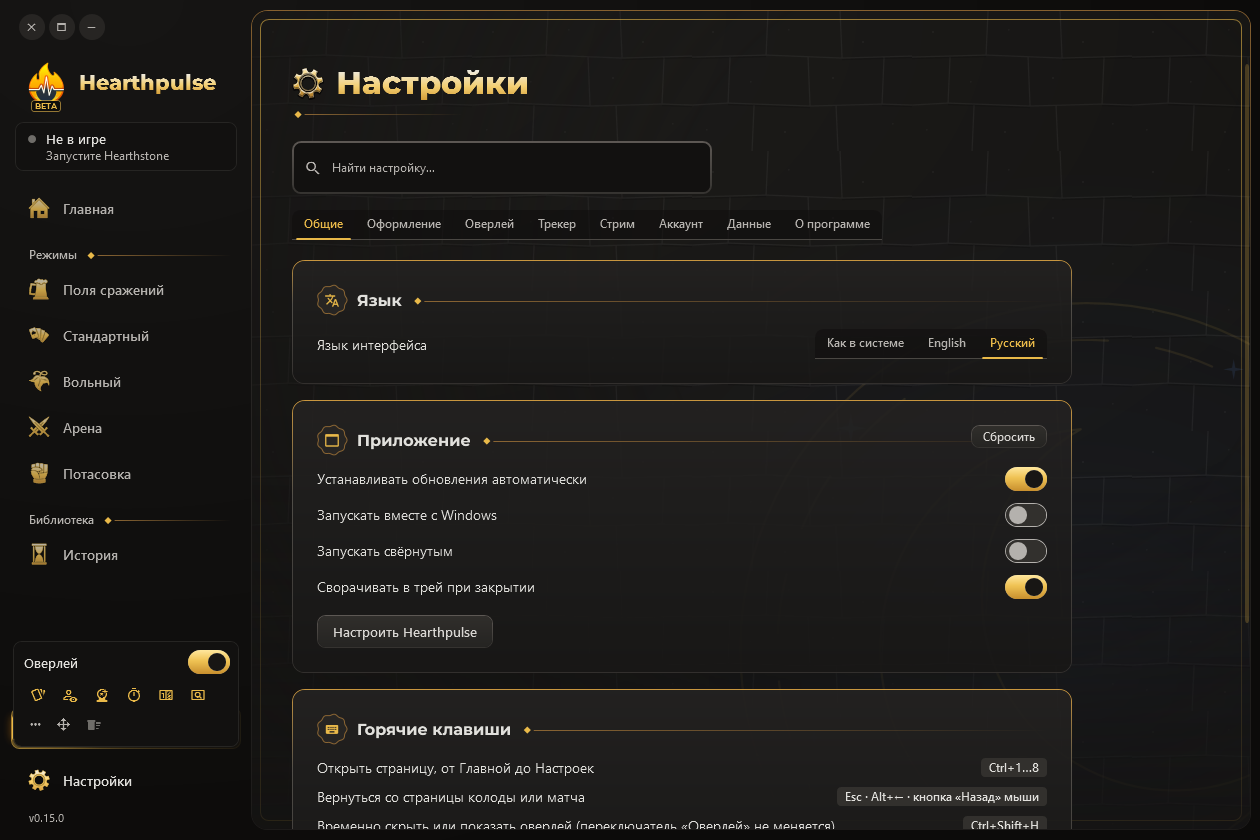 Hearthpulse
BETA
Не в игре
Запустите Hearthstone
Главная
Режимы
Поля сражений
Стандартный
Вольный
Арена
Потасовка
Библиотека
История
Оверлей
Настройки
v0.15.0
Настройки
Найти настройку...
Общие Оформление Оверлей Трекер Стрим Аккаунт Данные О программе
Язык
Язык интерфейса Как в системе English Русский
Приложение Сбросить
Устанавливать обновления автоматически
Запускать вместе с Windows
Запускать свёрнутым
Сворачивать в трей при закрытии
Настроить Hearthpulse
Горячие клавиши
Открыть страницу, от Главной до Настроек Ctrl+1…8
Вернуться со страницы колоды или матча Esc · Alt+← · кнопка «Назад» мыши
Временно скрыть или показать оверлей (переключатель «Оверлей» не меняется) Ctrl+Shift+H